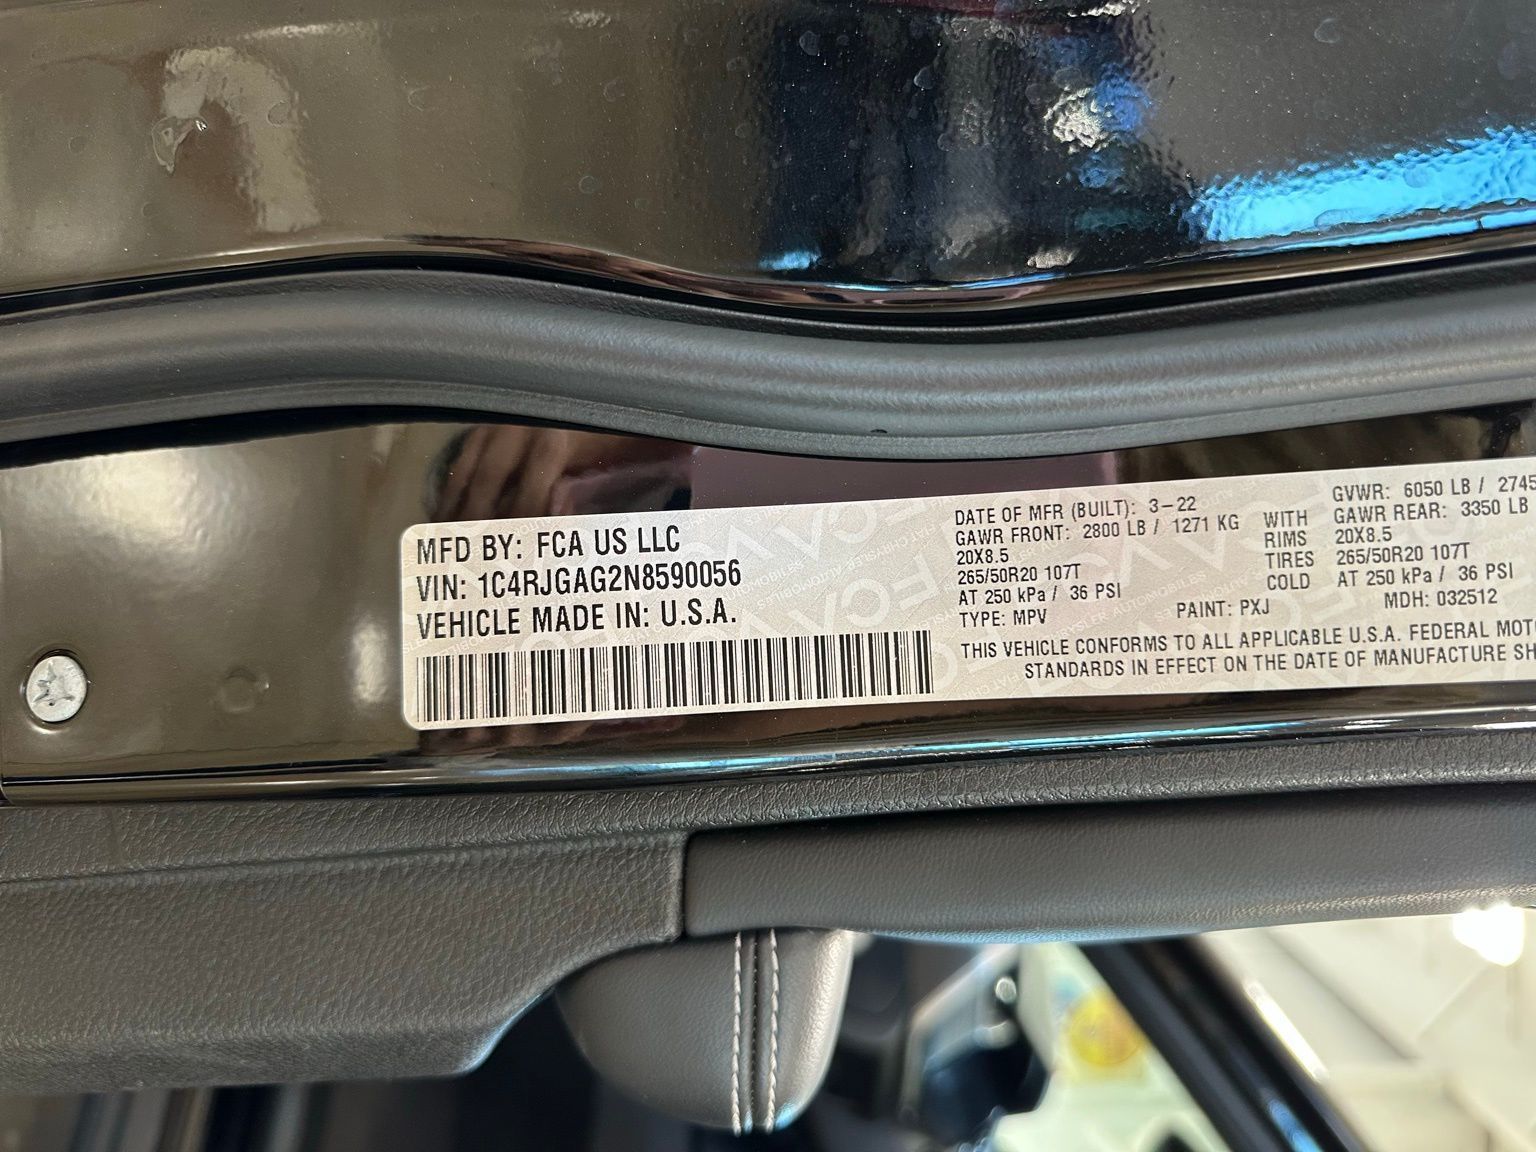 MFD BY: FCA US LLC
VIN: 1C4RJGAG2N8590056
VEHICLE MADE IN: U.S.A.
DATE OF MFR (BUILT): 3-22 GVWR: 6050 LB / 2745
GAWR FRONT: 2800 LB / 1271 KG WITH GAWR REAR: 3350 LB
20X8.5 RIMS 20X8.5
265/50R20 107T TIRES 265/50R20 107T
AT 250 kPa / 36 PSI COLD AT 250 kPa / 36 PSI
TYPE: MPV PAINT: PXJ MDH: 032512
THIS VEHICLE CONFORMS TO ALL APPLICABLE U.S.A. FEDERAL MOTO
STANDARDS IN EFFECT ON THE DATE OF MANUFACTURE SH